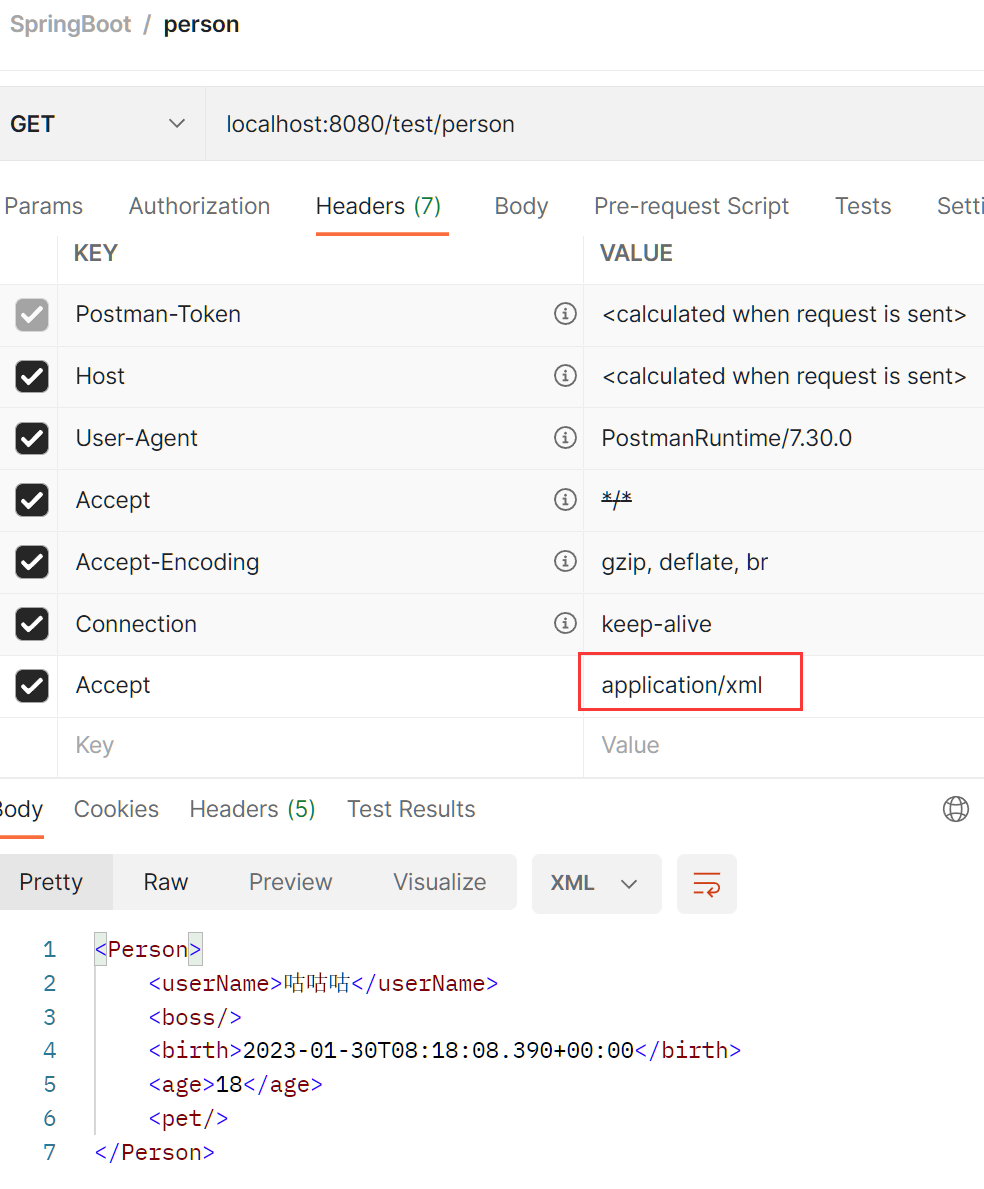 SpringBoot / person
GET localhost:8080/test/person
Params Authorization Headers (7) Body Pre-request Script Tests Setti
KEY VALUE
Postman-Token <calculated when request is sent>
Host <calculated when request is sent>
User-Agent PostmanRuntime/7.30.0
Accept */*
Accept-Encoding gzip, deflate, br
Connection keep-alive
Accept application/xml
Key Value
Body Cookies Headers (5) Test Results
Pretty Raw Preview Visualize XML
1 <Person>
2 <userName>咕咕咕</userName>
3 <boss/>
4 <birth>2023-01-30T08:18:08.390+00:00</birth>
5 <age>18</age>
6 <pet/>
7 </Person>